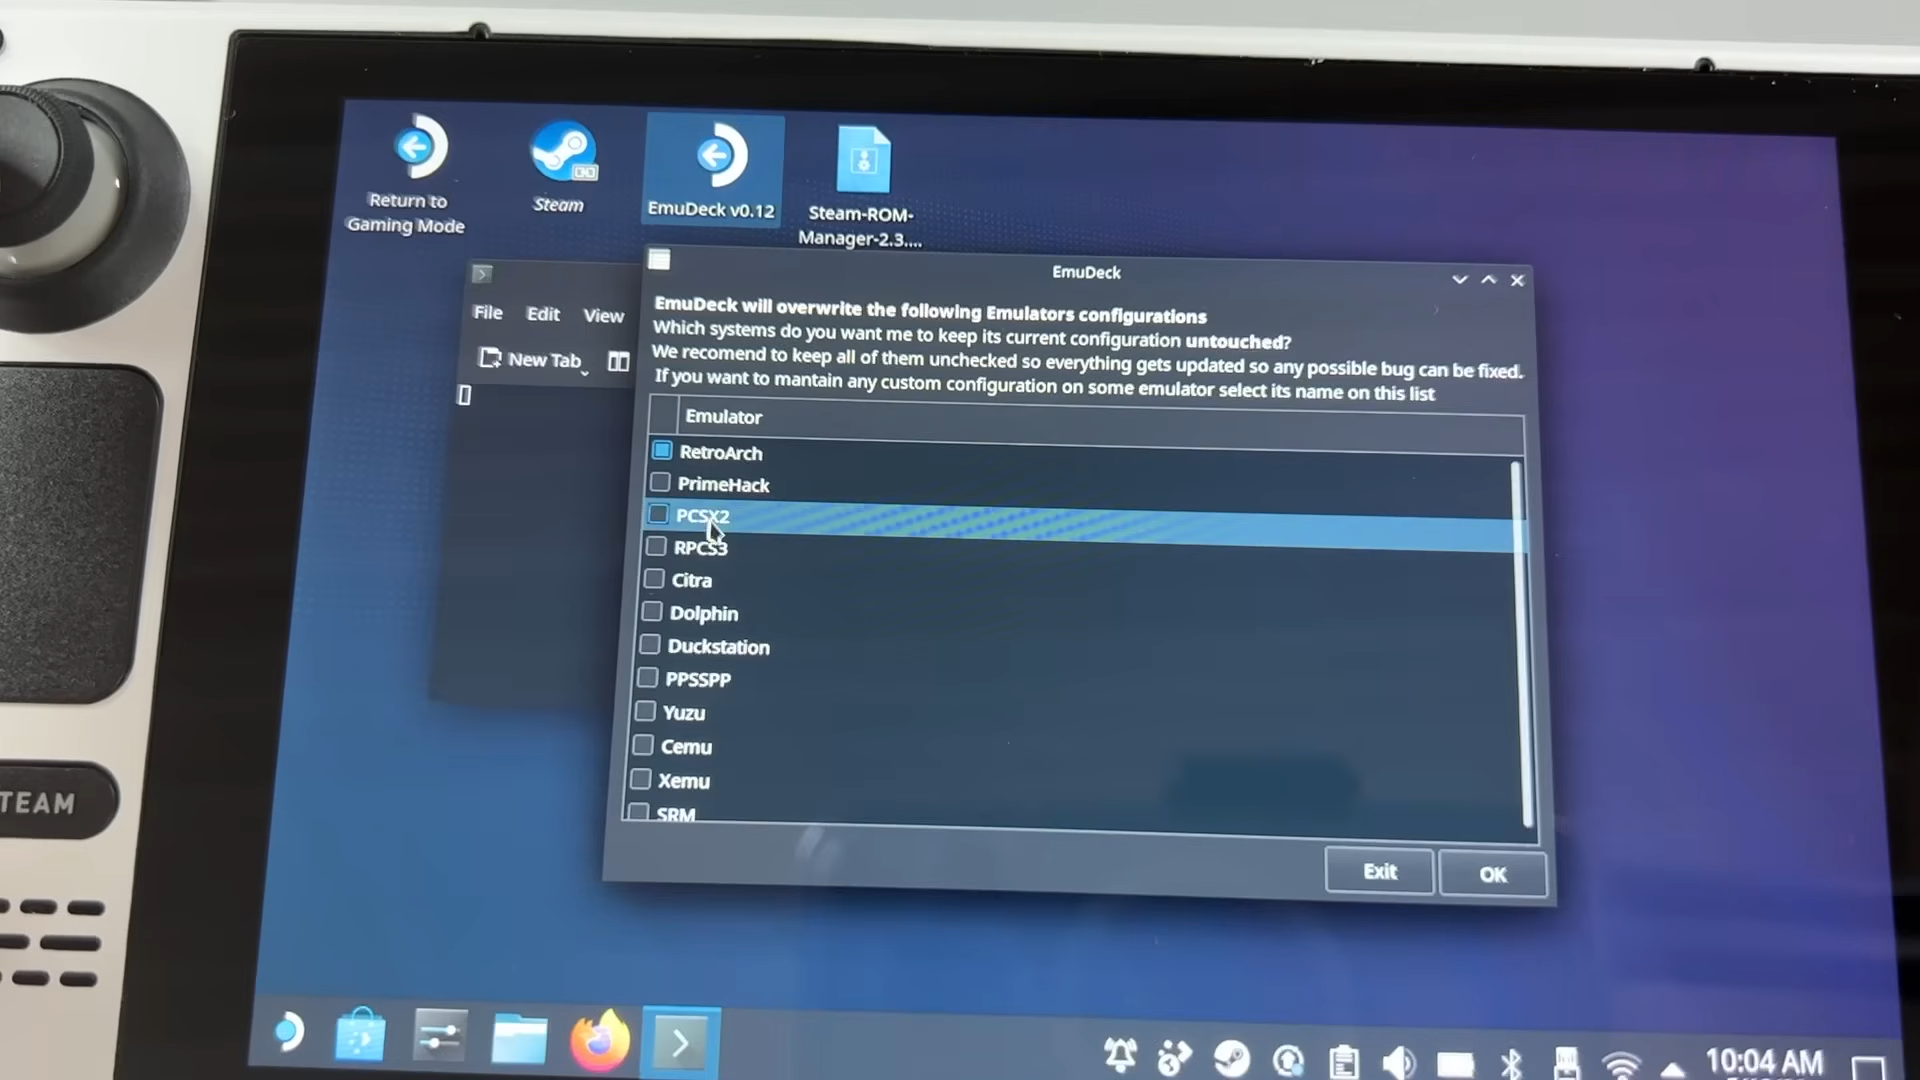 Return to
Gaming Mode
Steam
EmuDeck v0.12
Steam-ROM-
Manager-2.3....
EmuDeck
File Edit View
New Tab
EmuDeck will overwrite the following Emulators configurations
Which systems do you want me to keep its current configuration untouched?
We recomend to keep all of them unchecked so everything gets updated so any possible bug can be fixed.
If you want to mantain any custom configuration on some emulator select its name on this list
Emulator
RetroArch
PrimeHack
PCSX2
RPCS3
Citra
Dolphin
Duckstation
PPSSPP
Yuzu
Cemu
Xemu
SRM
Exit OK
TEAM
10:04 AM